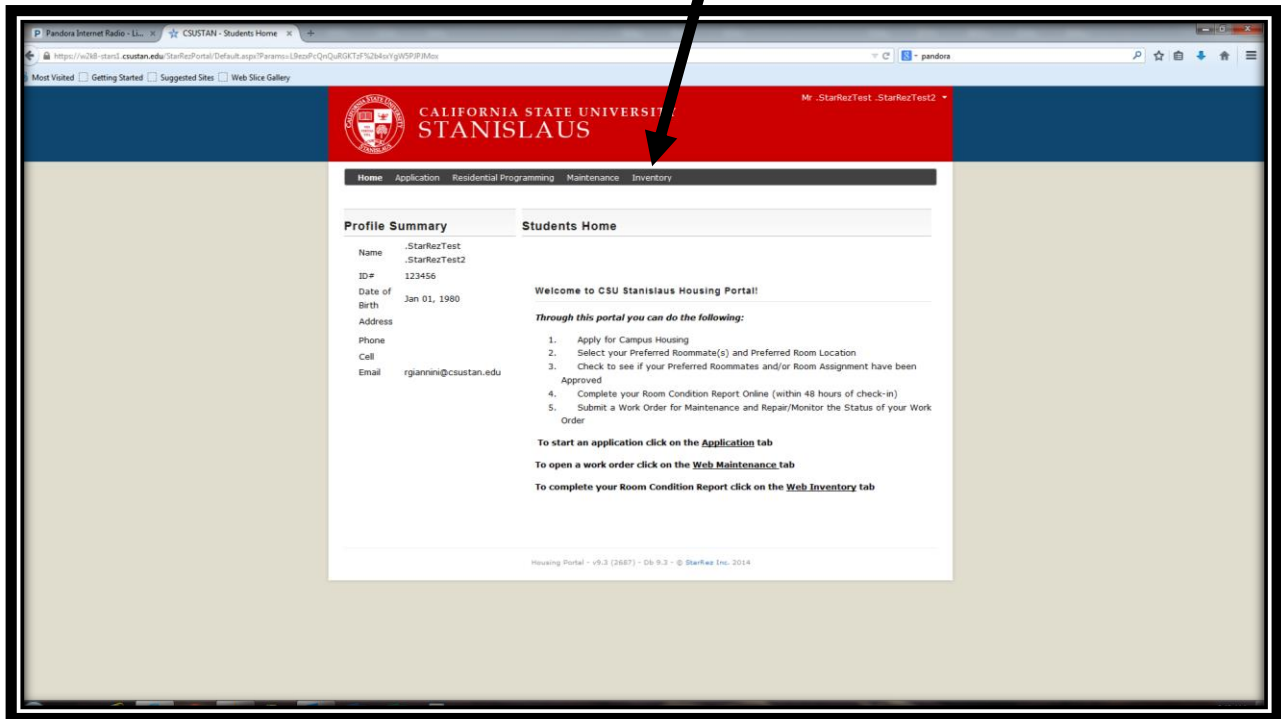 Pandora Internet Radio - Li... × CSUSTAN - Students Home × +
csustan.edu/StarRezPortal/Default.aspx?Params=
pandora
Most Visited Getting Started Suggested Sites Web Slice Gallery
Mr .StarRezTest .StarRezTest2
CALIFORNIA STATE UNIVERSITY
STANISLAUS
Home Application Residential Programming Maintenance Inventory
Profile Summary
Name .StarRezTest
.StarRezTest2
ID# 123456
Date of
Birth Jan 01, 1980
Address
Phone
Cell
Email rgiannini@csustan.edu
Students Home
Welcome to CSU Stanislaus Housing Portal!
Through this portal you can do the following:
1. Apply for Campus Housing
2. Select your Preferred Roommate(s) and Preferred Room Location
3. Check to see if your Preferred Roommates and/or Room Assignment have been
Approved
4. Complete your Room Condition Report Online (within 48 hours of check-in)
5. Submit a Work Order for Maintenance and Repair/Monitor the Status of your Work
Order
To start an application click on the Application tab
To open a work order click on the Web Maintenance tab
To complete your Room Condition Report click on the Web Inventory tab
Housing Portal - v9.3 (2687) - Db 9.3 - © StarRez Inc. 2014